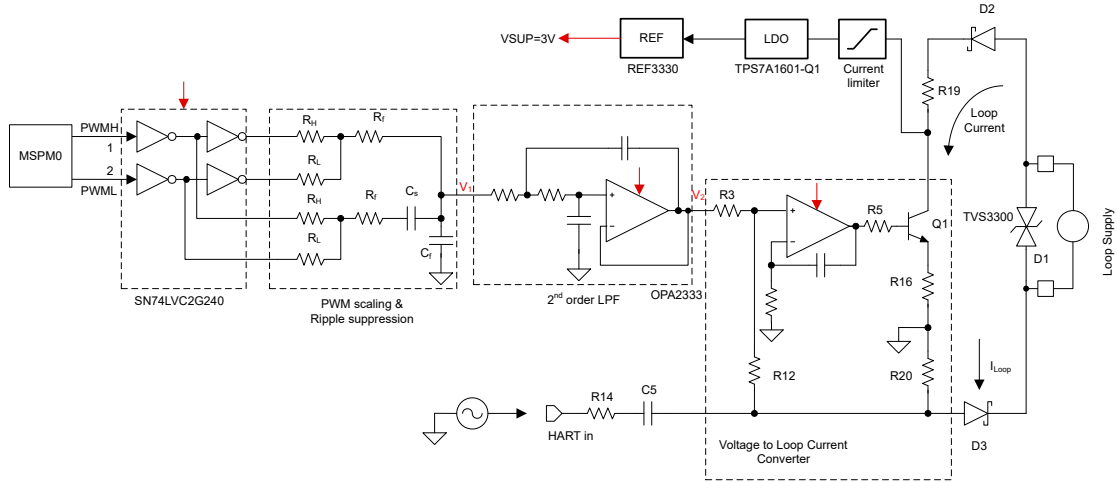 D2
VSUP=3V
REF
LDO
REF3330
TPS7A1601-Q1
Current
limiter
R19
Loop
Current
MSPM0
PWMH
1
2
PWML
RH
Rf
RL
RH
Rf
Cs
RL
Cf
SN74LVC2G240
PWM scaling &
Ripple suppression
V1
+
−
V2
2nd order LPF
OPA2333
R3
+
−
R5
Q1
R16
TVS3300
D1
Loop Supply
R12
R20
ILoop
R14
C5
HART in
D3
Voltage to Loop Current
Converter